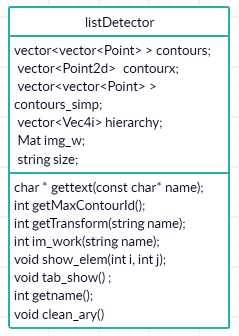 listDetector
vector<vector<Point> > contours;
vector<Point2d> contourx;
vector<vector<Point> >
contours_simp;
vector<Vec4i> hierarchy;
Mat img_w;
string size;
char * gettext(const char* name);
int getMaxContourId();
int getTransform(string name);
int im_work(string name);
void show_elem(int i, int j);
void tab_show() ;
int getname();
void clean_ary()